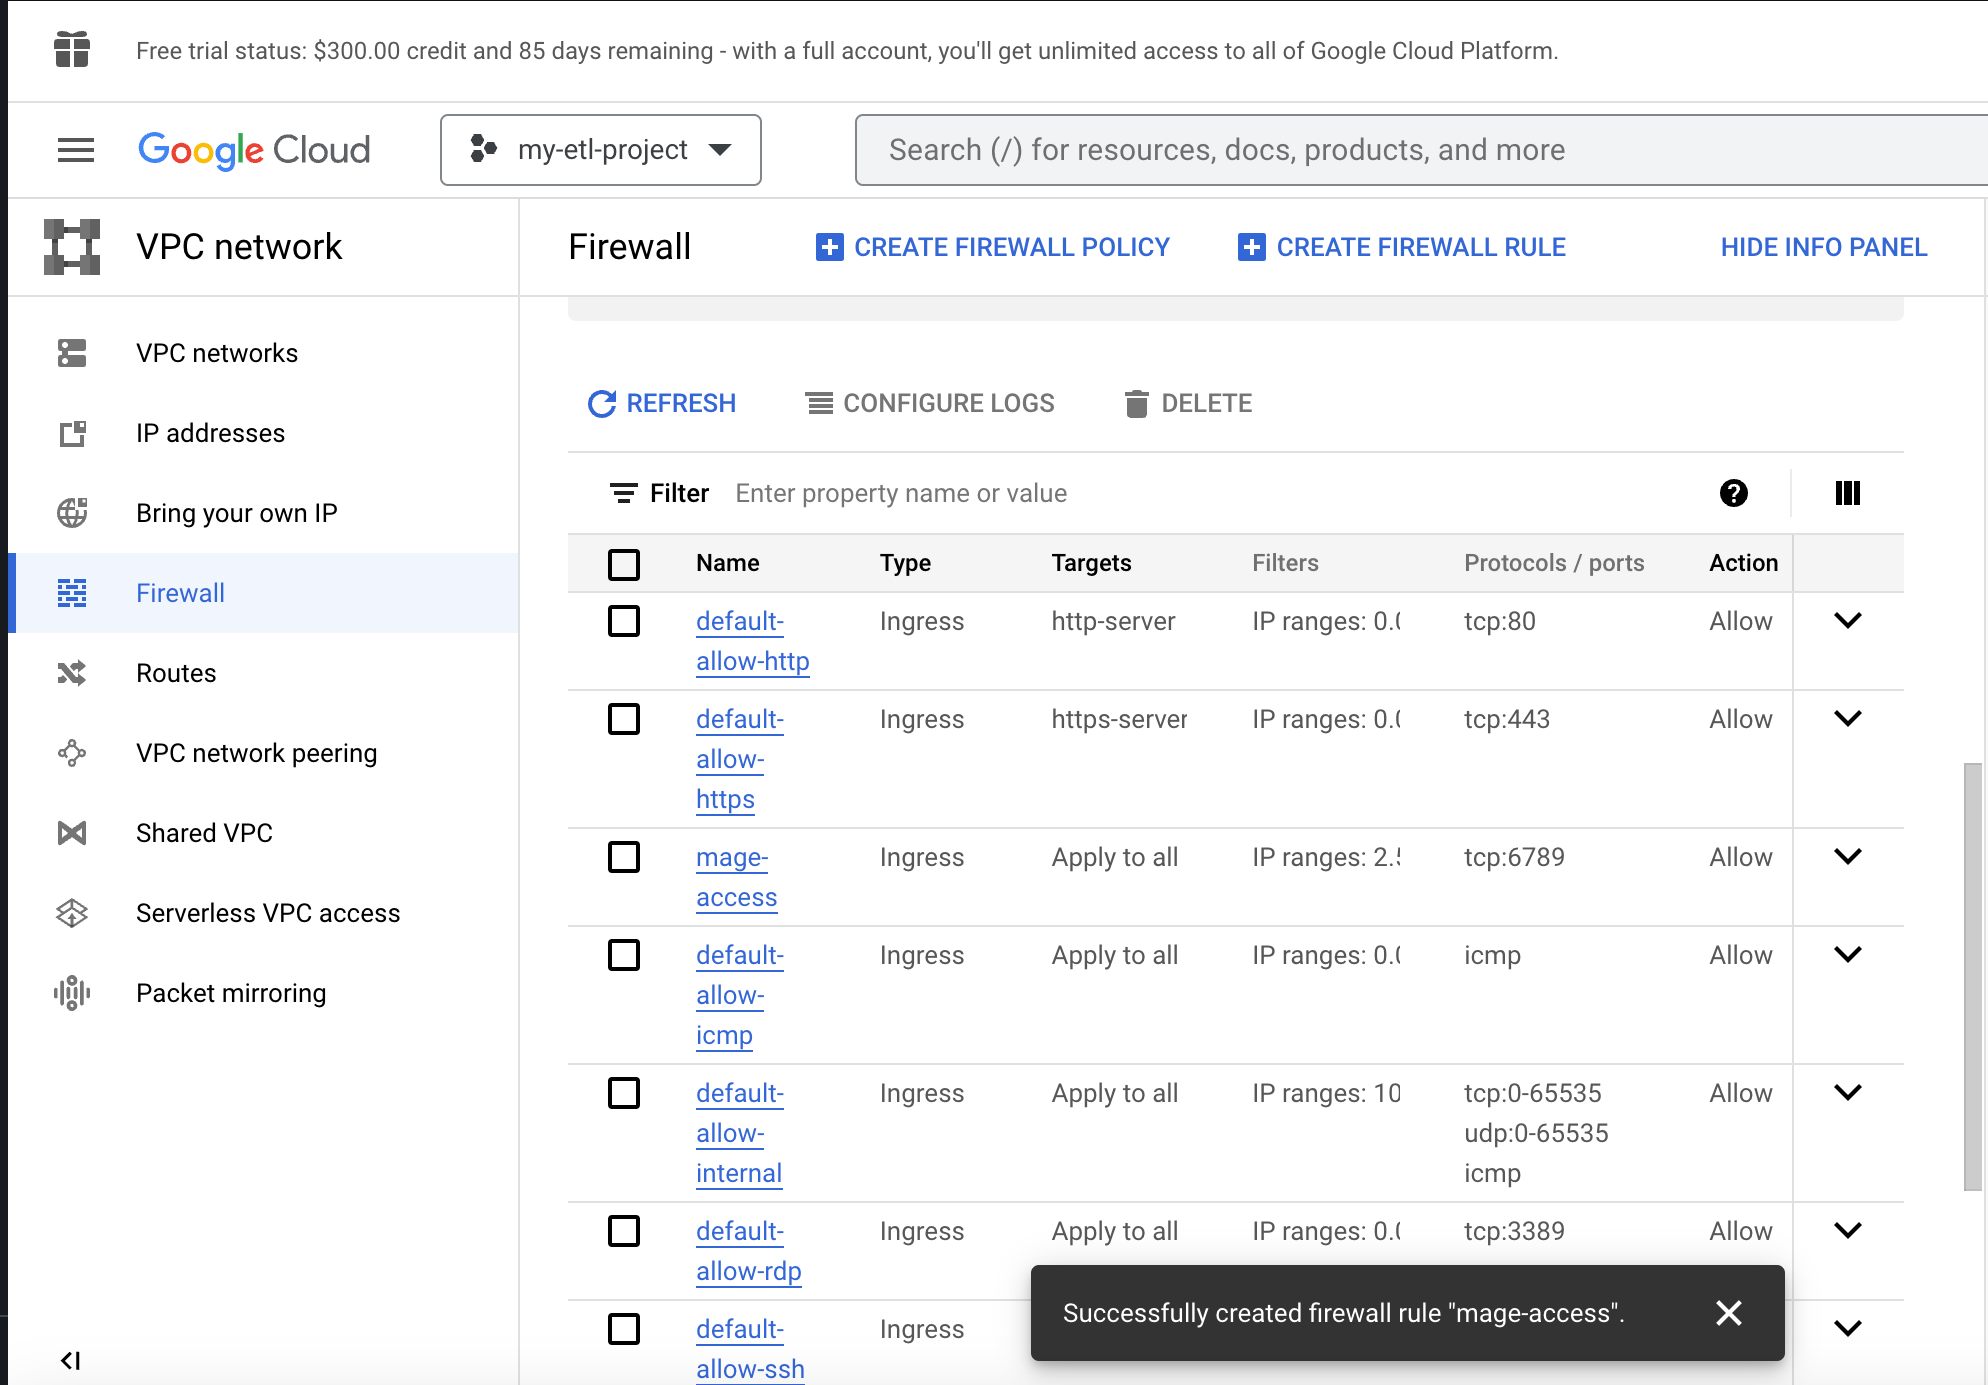 Free trial status: $300.00 credit and 85 days remaining - with a full account, you'll get unlimited access to all of Google Cloud Platform.
Google Cloud
my-etl-project
Search (/) for resources, docs, products, and more
VPC network
Firewall
CREATE FIREWALL POLICY
CREATE FIREWALL RULE
HIDE INFO PANEL
VPC networks
IP addresses
Bring your own IP
Firewall
Routes
VPC network peering
Shared VPC
Serverless VPC access
Packet mirroring
REFRESH
CONFIGURE LOGS
DELETE
Filter Enter property name or value
Name Type Targets Filters Protocols / ports Action
default- Ingress http-server IP ranges: 0. tcp:80 Allow
allow-http
default- Ingress https-server IP ranges: 0. tcp:443 Allow
allow-
https
mage- Ingress Apply to all IP ranges: 2. tcp:6789 Allow
access
default- Ingress Apply to all IP ranges: 0. icmp Allow
allow-
icmp
default- Ingress Apply to all IP ranges: 10 tcp:0-65535 Allow
allow- udp:0-65535
internal icmp
default- Ingress Apply to all IP ranges: 0. tcp:3389 Allow
allow-rdp
default- Ingress
allow-ssh
Successfully created firewall rule "mage-access".